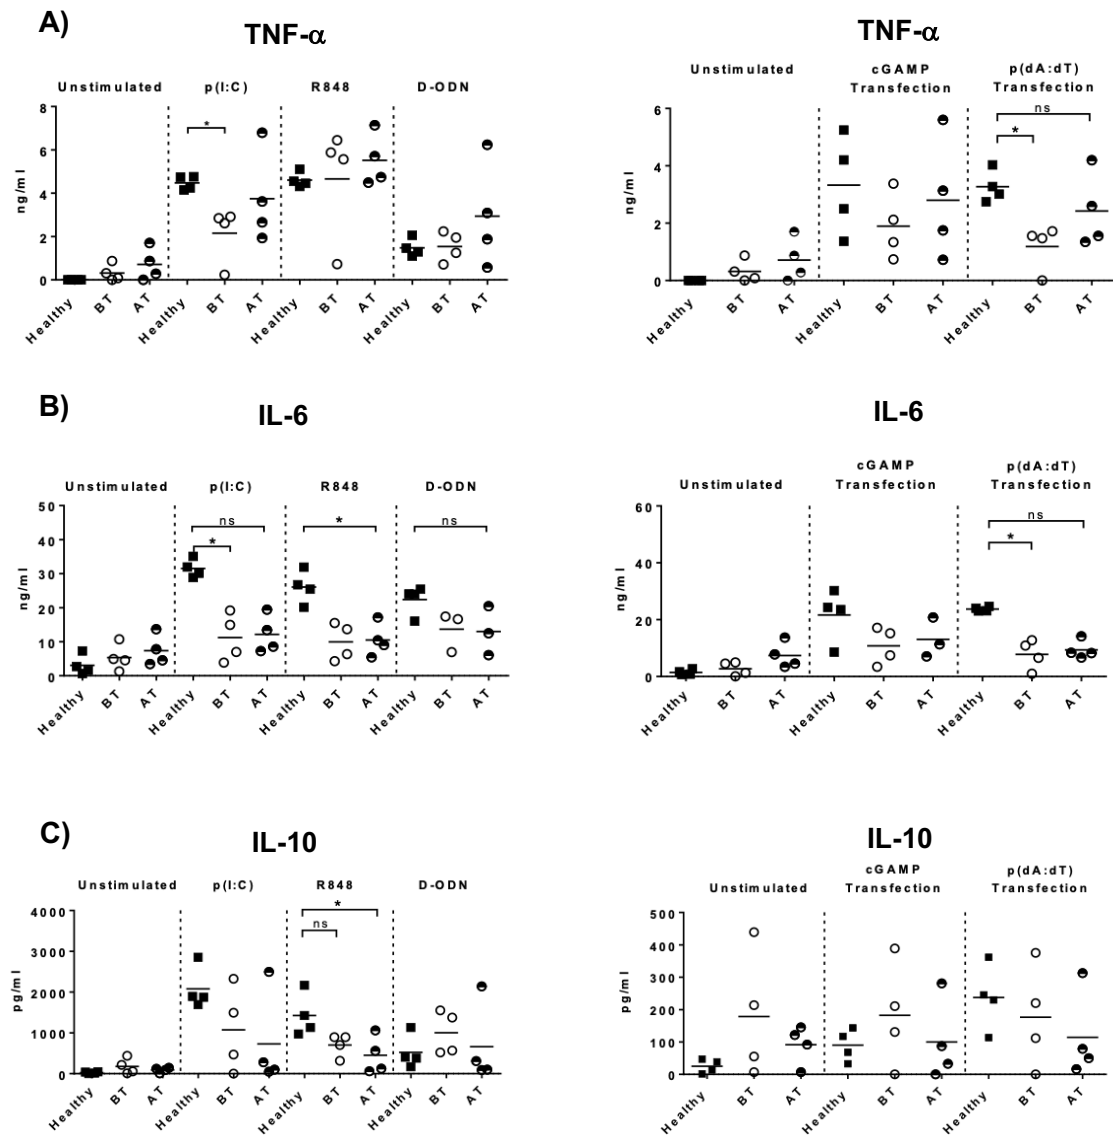 A)
TNF-α
Unstimulated p(I:C) R848 D-ODN
8
6
4
2
0
ng/ml
*
Healthy BT AT Healthy BT AT Healthy BT AT Healthy BT AT
TNF-α
Unstimulated cGAMP Transfection p(dA:dT) Transfection
6
4
2
0
ng/ml
ns
*
Healthy BT AT Healthy BT AT Healthy BT AT
B)
IL-6
Unstimulated p(I:C) R848 D-ODN
50
40
30
20
10
0
ng/ml
ns * ns
*
Healthy BT AT Healthy BT AT Healthy BT AT Healthy BT AT
IL-6
Unstimulated cGAMP Transfection p(dA:dT) Transfection
60
40
20
0
ng/ml
ns
*
Healthy BT AT Healthy BT AT Healthy BT AT
C)
IL-10
Unstimulated p(I:C) R848 D-ODN
4000
3000
2000
1000
0
pg/ml
*
ns
Healthy BT AT Healthy BT AT Healthy BT AT Healthy BT AT
IL-10
Unstimulated cGAMP Transfection p(dA:dT) Transfection
500
400
300
200
100
0
pg/ml
Healthy BT AT Healthy BT AT Healthy BT AT